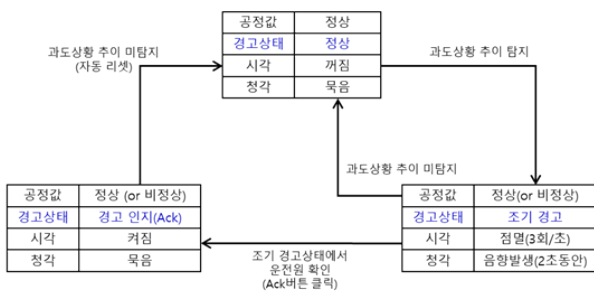 공정값 정상
경고상태 정상
시각 꺼짐
청각 묵음
과도상황 추이 미탐지
(자동 리셋)
과도상황 추이 탐지
과도상황 추이 미탐지
공정값 정상 (or 비정상)
경고상태 경고 인지(Ack)
시각 켜짐
청각 묵음
공정값 정상(or 비정상)
경고상태 조기 경고
시각 점멸(3회/초)
청각 음향발생(2초동안)
조기 경고상태에서
운전원 확인
(Ack버튼 클릭)